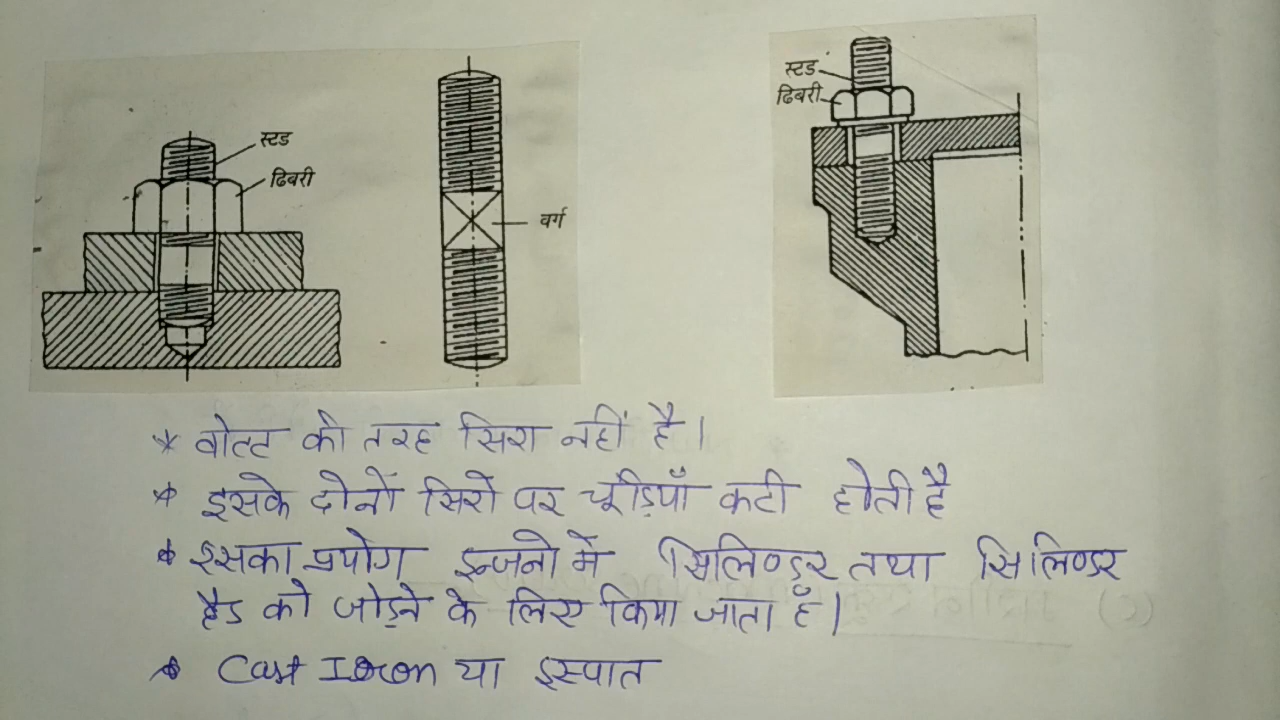 स्टड
ढिबरी
वर्ग
स्टड
ढिबरी
* बोल्ट की तरह सिरा नहीं है।
* इसके दोनों सिरों पर चूड़ियाँ कटी होती है
* इसका प्रयोग इन्जनो में सिलिण्डर तथा सिलिण्डर
हैड को जोड़ने के लिए किया जाता है।
* Cast Iron या इस्पात